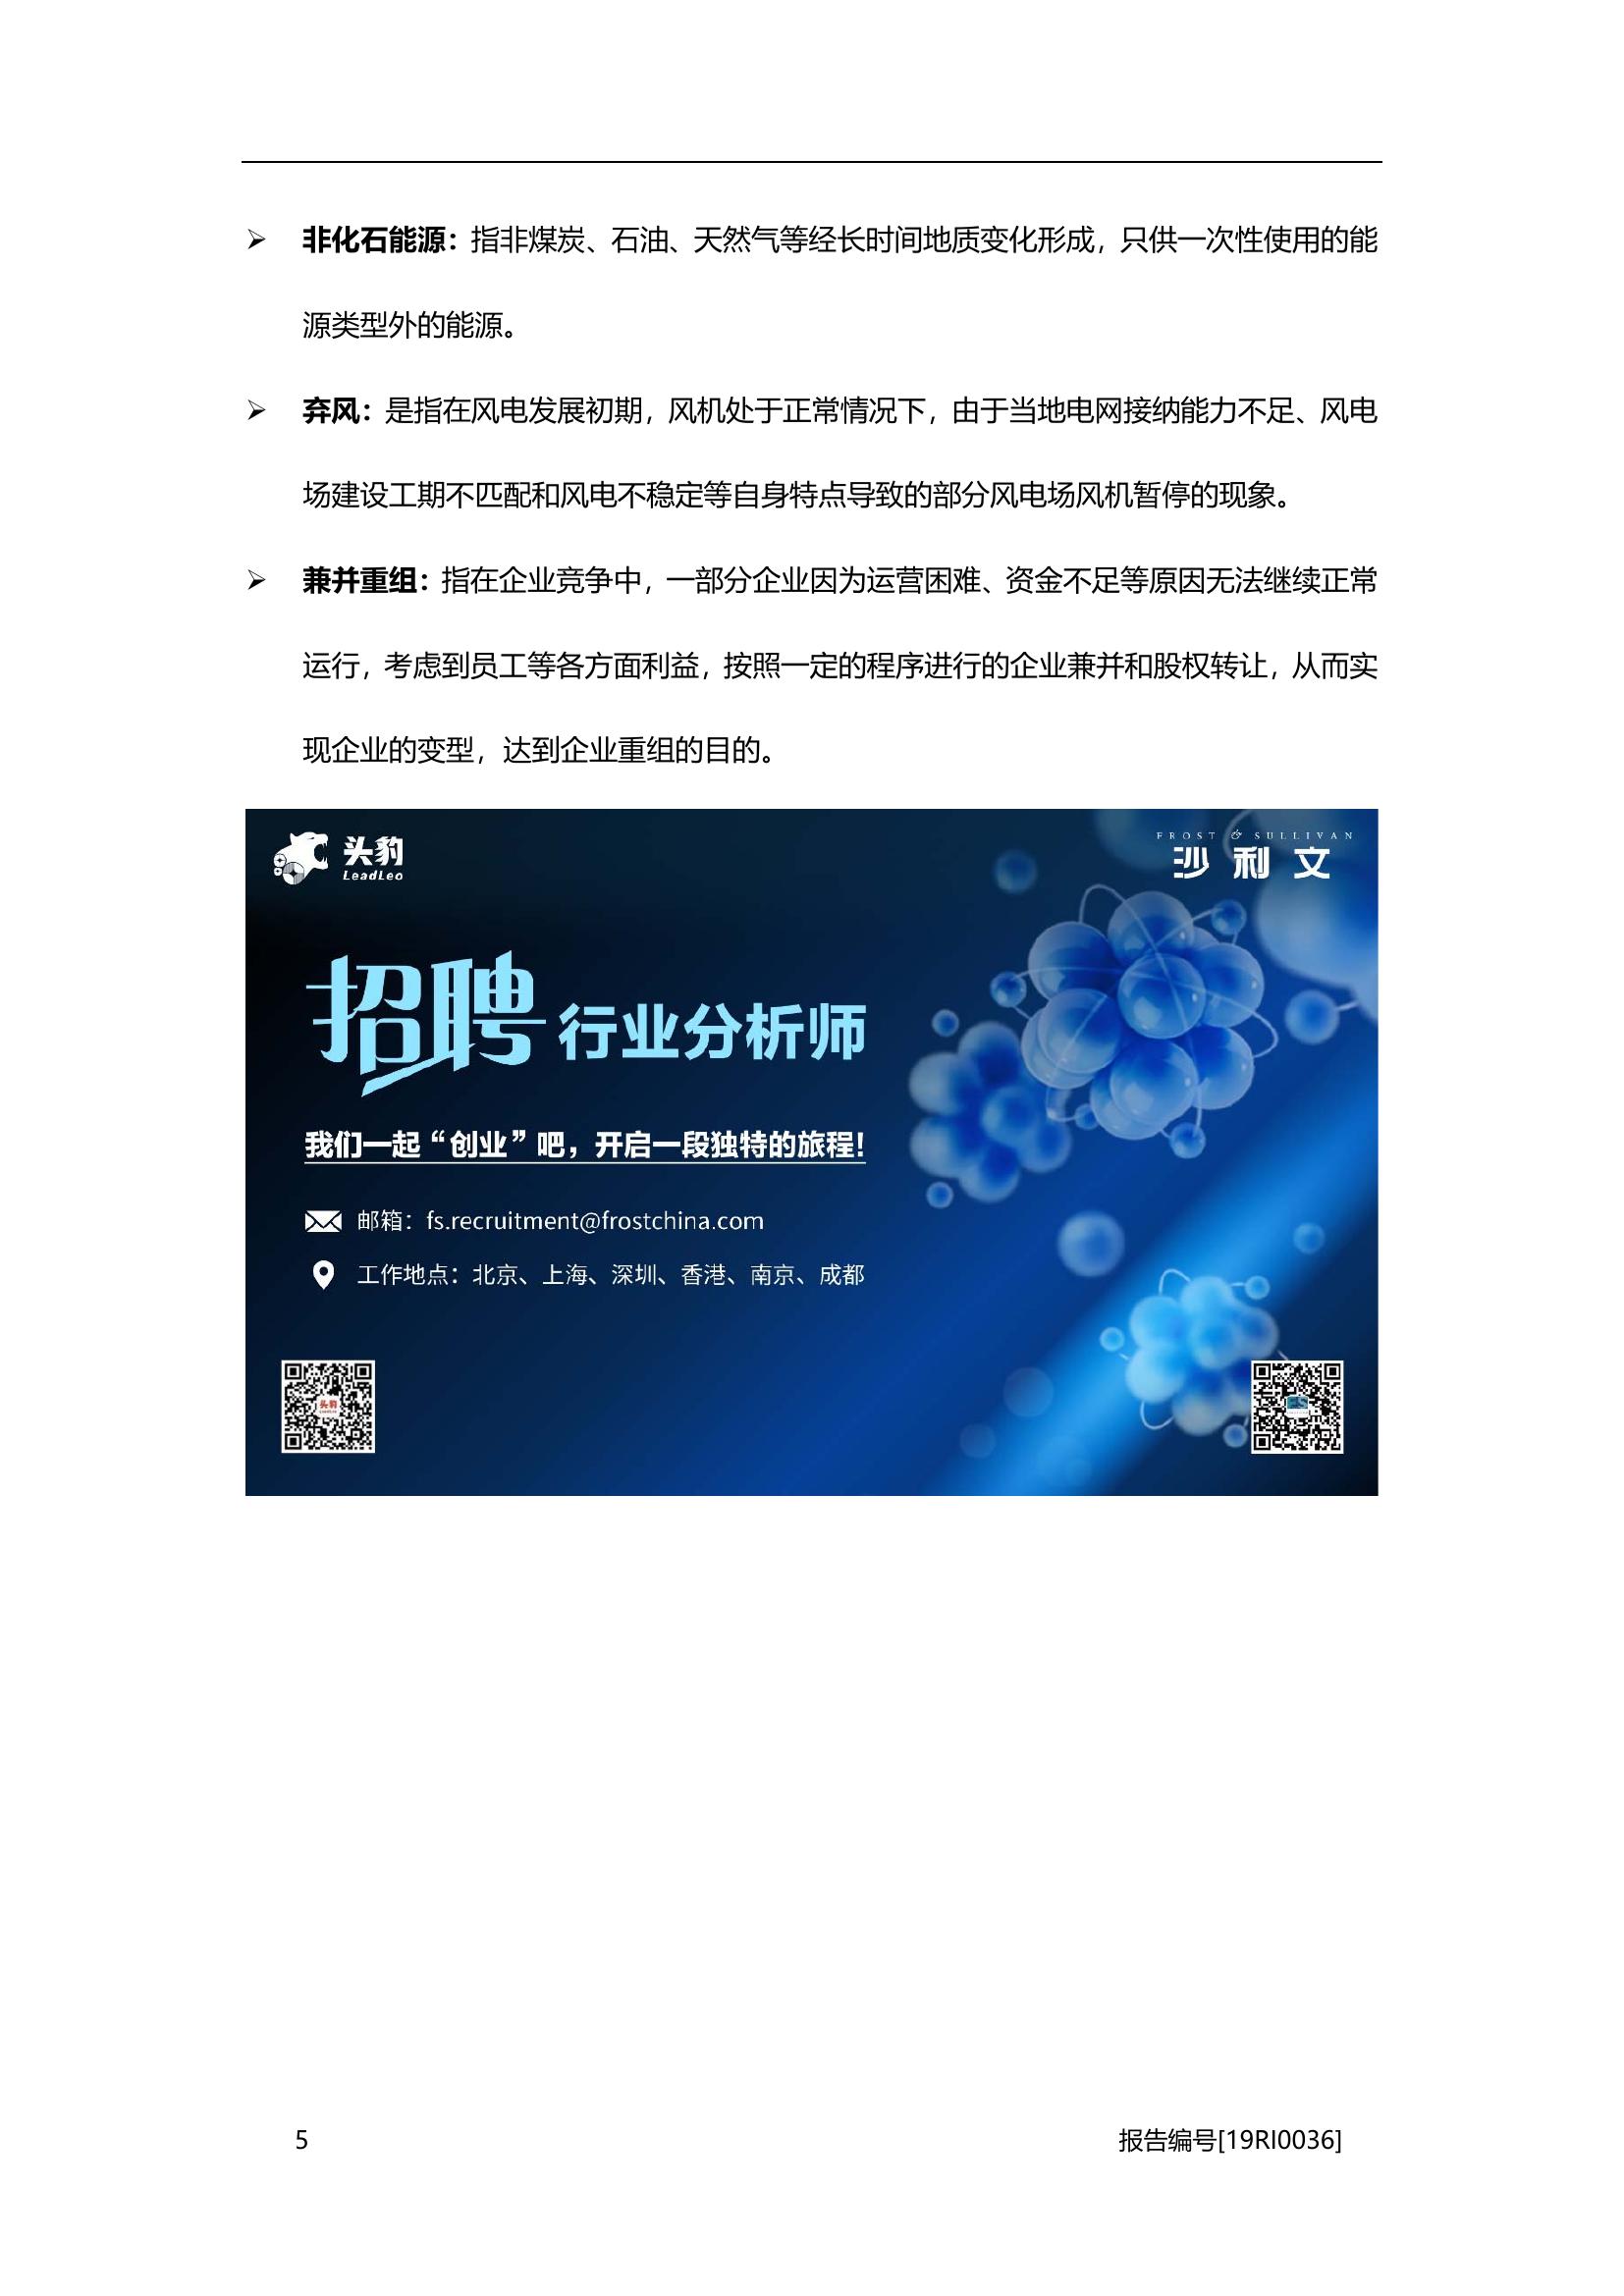 ➢ 非化石能源：指非煤炭、石油、天然气等经长时间地质变化形成，只供一次性使用的能
源类型外的能源。
➢ 弃风：是指在风电发展初期，风机处于正常情况下，由于当地电网接纳能力不足、风电
场建设工期不匹配和风电不稳定等自身特点导致的部分风电场风机暂停的现象。
➢ 兼并重组：指在企业竞争中，一部分企业因为运营困难、资金不足等原因无法继续正常
运行，考虑到员工等各方面利益，按照一定的程序进行的企业兼并和股权转让，从而实
现企业的变型，达到企业重组的目的。
头豹
LeadLeo
FROST & SULLIVAN
沙利文
招聘 行业分析师
我们一起“创业”吧，开启一段独特的旅程!
邮箱：fs.recruitment@frostchina.com
工作地点：北京、上海、深圳、香港、南京、成都
头豹
FS
5
报告编号[19RI0036]